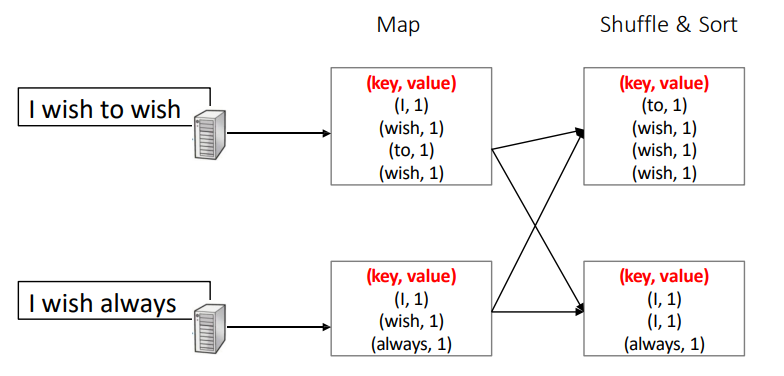 Map
Shuffle & Sort
I wish to wish
(key, value)
(I, 1)
(wish, 1)
(to, 1)
(wish, 1)
(key, value)
(to, 1)
(wish, 1)
(wish, 1)
(wish, 1)
I wish always
(key, value)
(I, 1)
(wish, 1)
(always, 1)
(key, value)
(I, 1)
(I, 1)
(always, 1)